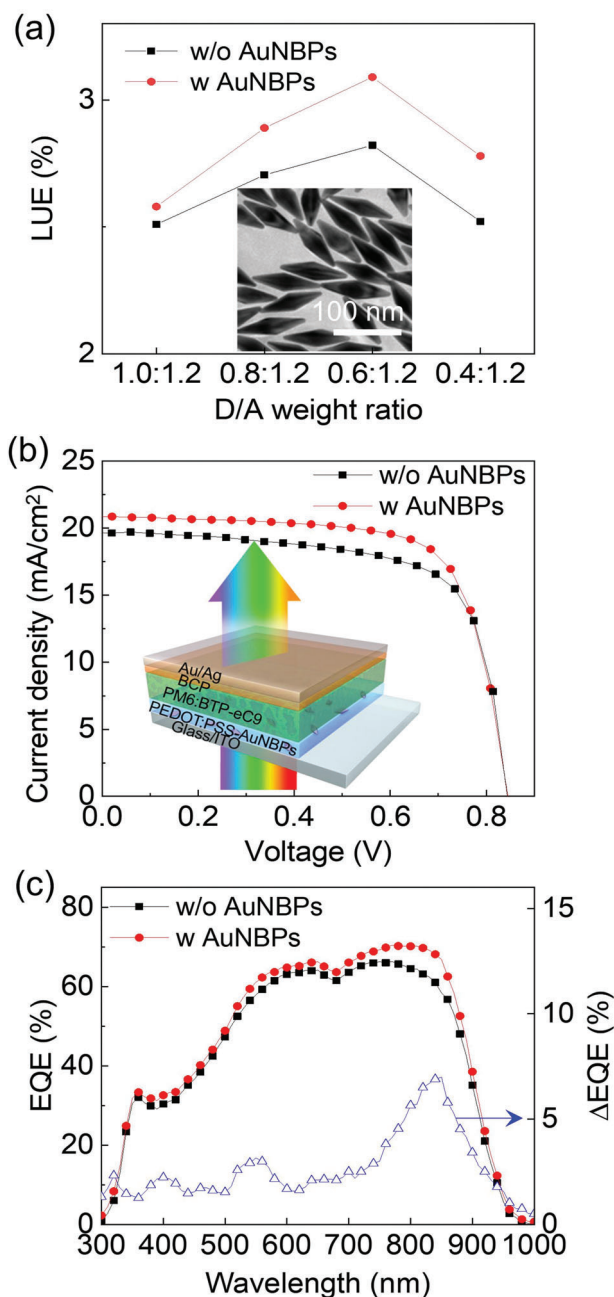 (a)
w/o AuNBPs
w AuNBPs
3
2
LUE (%)
100 nm
1.0:1.2 0.8:1.2 0.6:1.2 0.4:1.2
D/A weight ratio
(b)
25
20
15
10
5
0
Current density (mA/cm²)
w/o AuNBPs
w AuNBPs
Au/Ag
BCP
PM6:BTP-eC9
PEDOT:PSS-AuNBPs
Glass/ITO
0.0 0.2 0.4 0.6 0.8
Voltage (V)
(c)
w/o AuNBPs
w AuNBPs
80
60
40
20
0
EQE (%)
15
10
5
0
ΔEQE (%)
300 400 500 600 700 800 900 1000
Wavelength (nm)